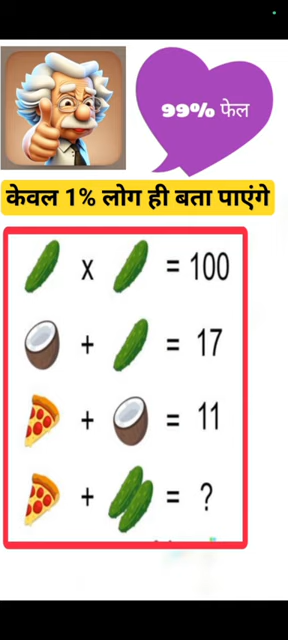 99% फेल
केवल 1% लोग ही बता पाएंगे
x = 100
+ = 17
+ = 11
+ = ?